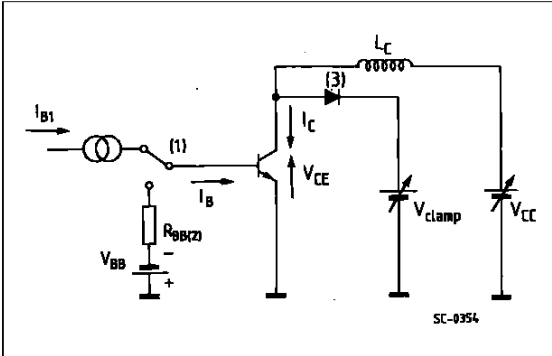 L_C
(3)
I_B1
(1)
I_C
V_CE
I_B
V_clamp
V_CC
R_BB(2)
V_BB
−
+
SC-0354